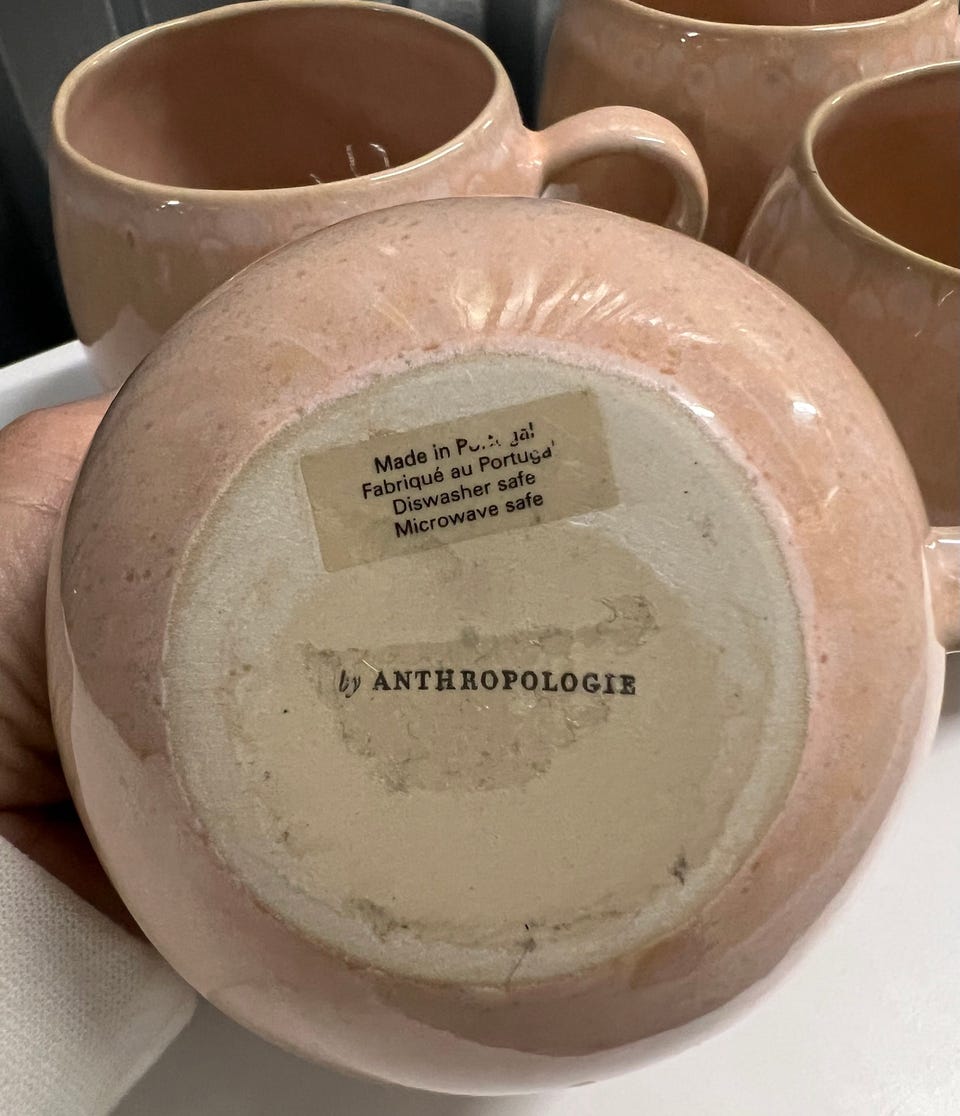 Made in Portugal
Fabriqué au Portugal
Diswasher safe
Microwave safe
by ANTHROPOLOGIE